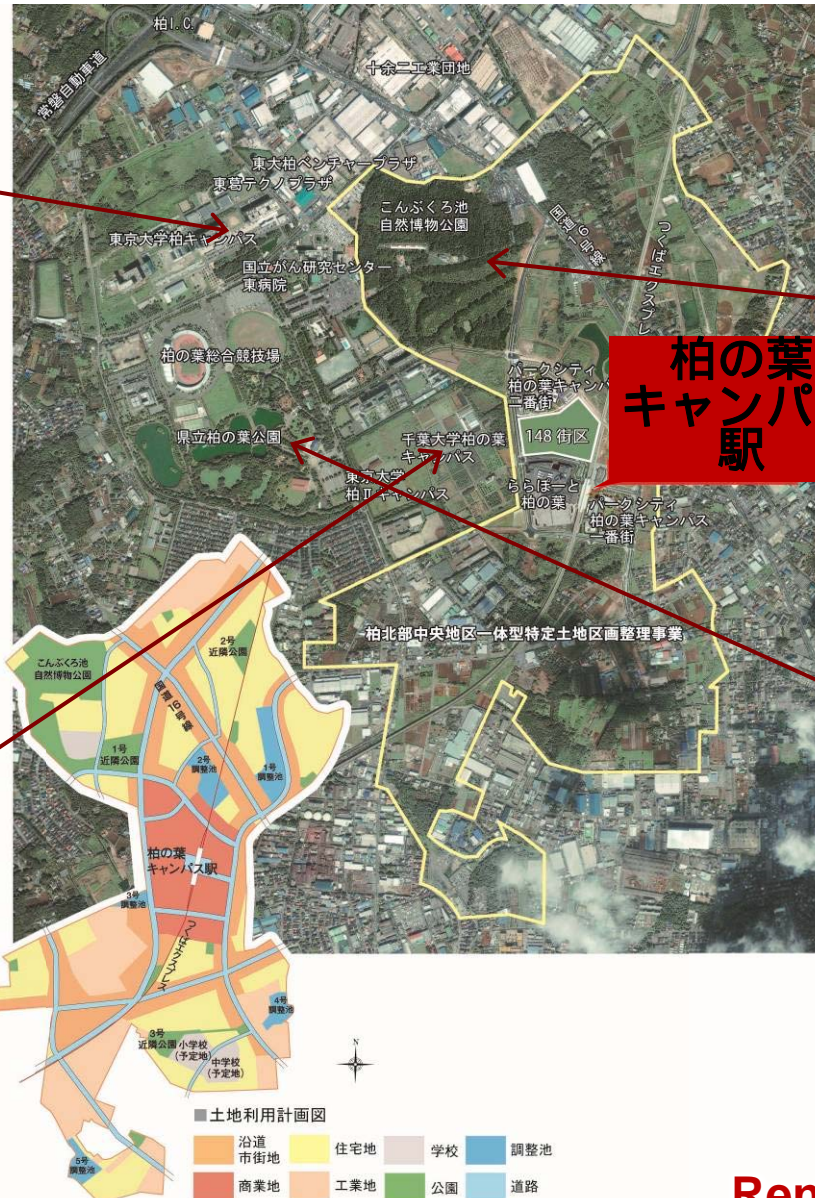 柏I.C.
常磐自動車道
十余二工業団地
東大柏ベンチャープラザ
東葛テクノプラザ
こんぶくろ池
自然博物公園
東京大学柏キャンパス
国立がん研究センター
東病院
国道16号線
つくばエクスプレ
柏の葉総合競技場
パークシティ
柏の葉キャンパ
二番街
柏の葉
キャンパ
駅
県立柏の葉公園
千葉大学柏の葉
キャンパス
148 街区
東京大学
柏Ⅱキャンパス
ららぽーと
柏の葉
パークシティ
柏の葉キャンパス
一番街
柏北部中央地区一体型特定土地区画整理事業
こんぶくろ池
自然博物公園
2号
近隣公園
国道16号線
1号
近隣公園
2号
調整池
1号
調整池
柏の葉
キャンパス駅
3号
調整池
つくばエクスプレス
4号
調整池
3号
近隣公園
小学校
(予定地)
中学校
(予定地)
5号
調整池
N
■土地利用計画図
沿道
市街地
住宅地
学校
調整池
商業地
工業地
公園
道路
Ren